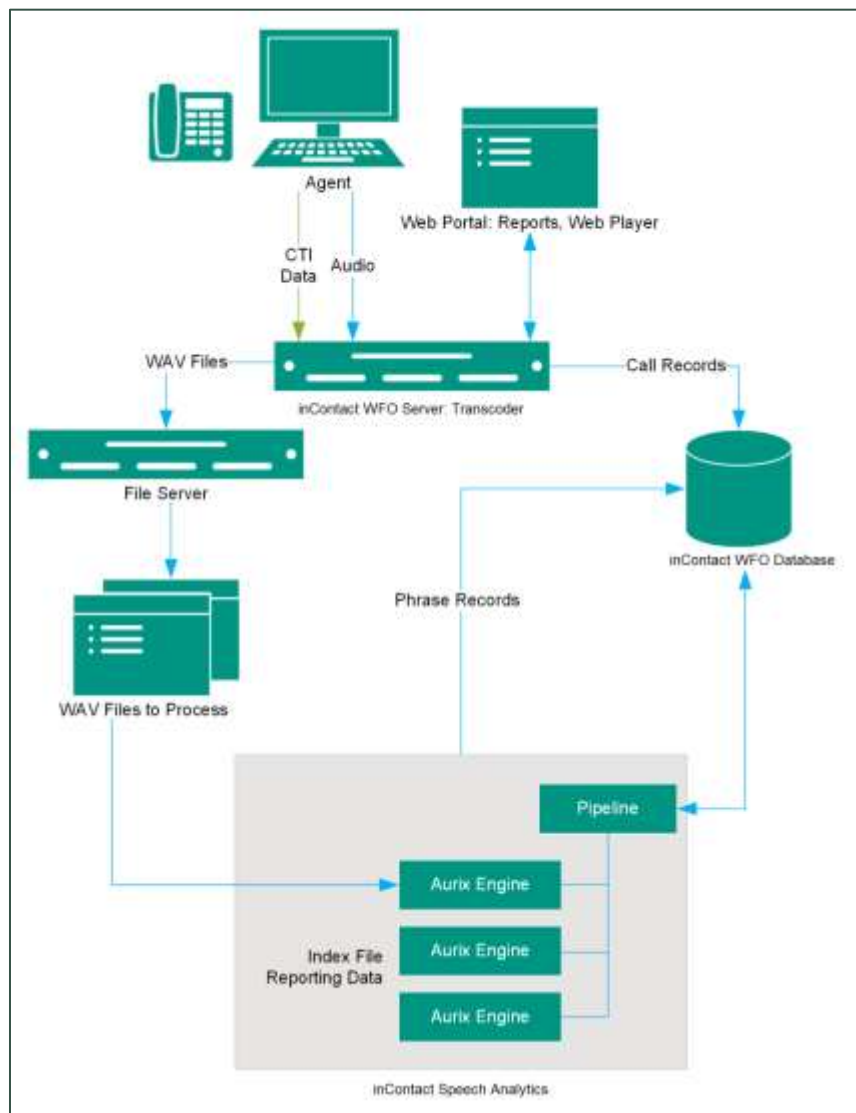 Agent
Web Portal: Reports, Web Player
CTI
Data
Audio
WAV Files
Call Records
inContact WFO Server: Transcoder
File Server
inContact WFO Database
Phrase Records
WAV Files to Process
Pipeline
Aurix Engine
Index File
Reporting Data
Aurix Engine
Aurix Engine
inContact Speech Analytics